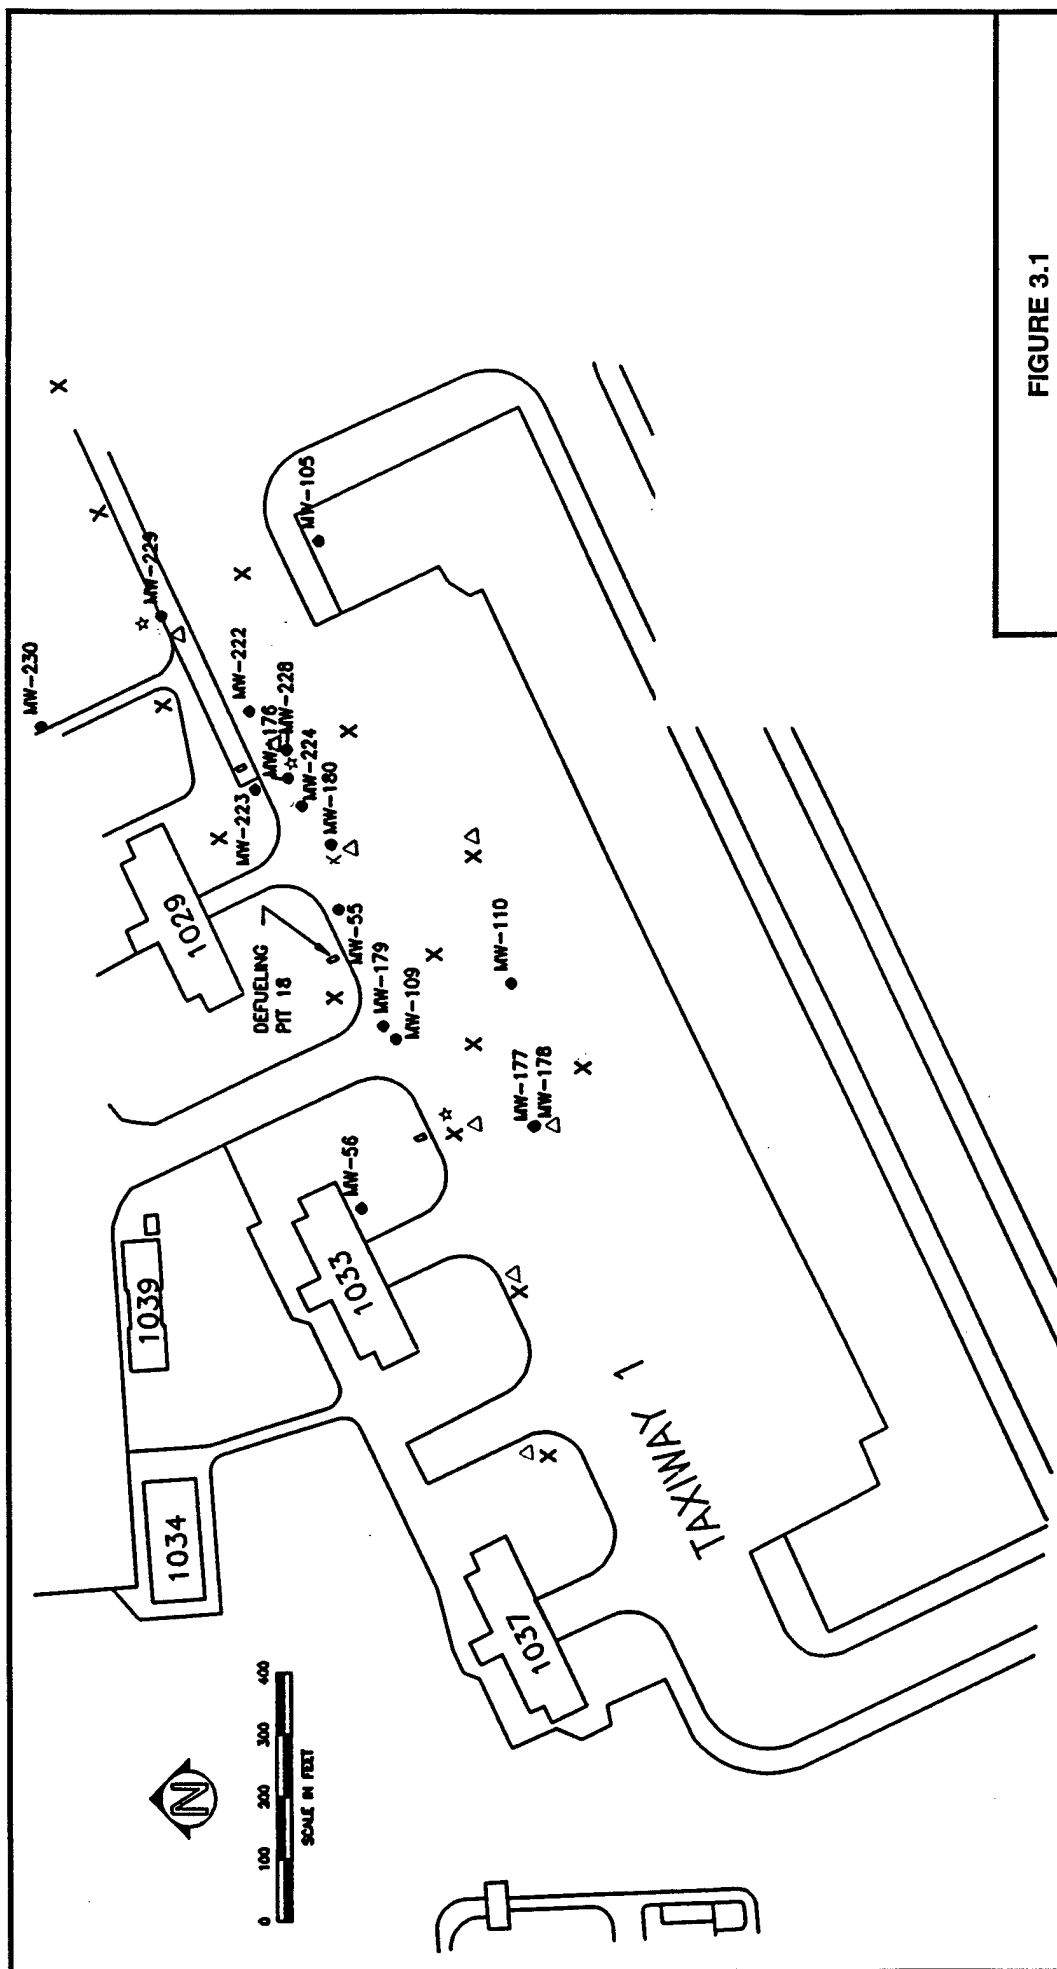 MW-230
MW-229
MW-222
MW-105
MW-176
MW-228
MW-224
MW-223
MW-180
1029
DEFUELING
PIT 18
MW-55
MW-179
MW-109
MW-110
MW-177
MW-178
MW-56
1033
1039
1034
1037
TAXIWAY 1
N
0 100 200 300 400
SCALE IN FEET
FIGURE 3.1